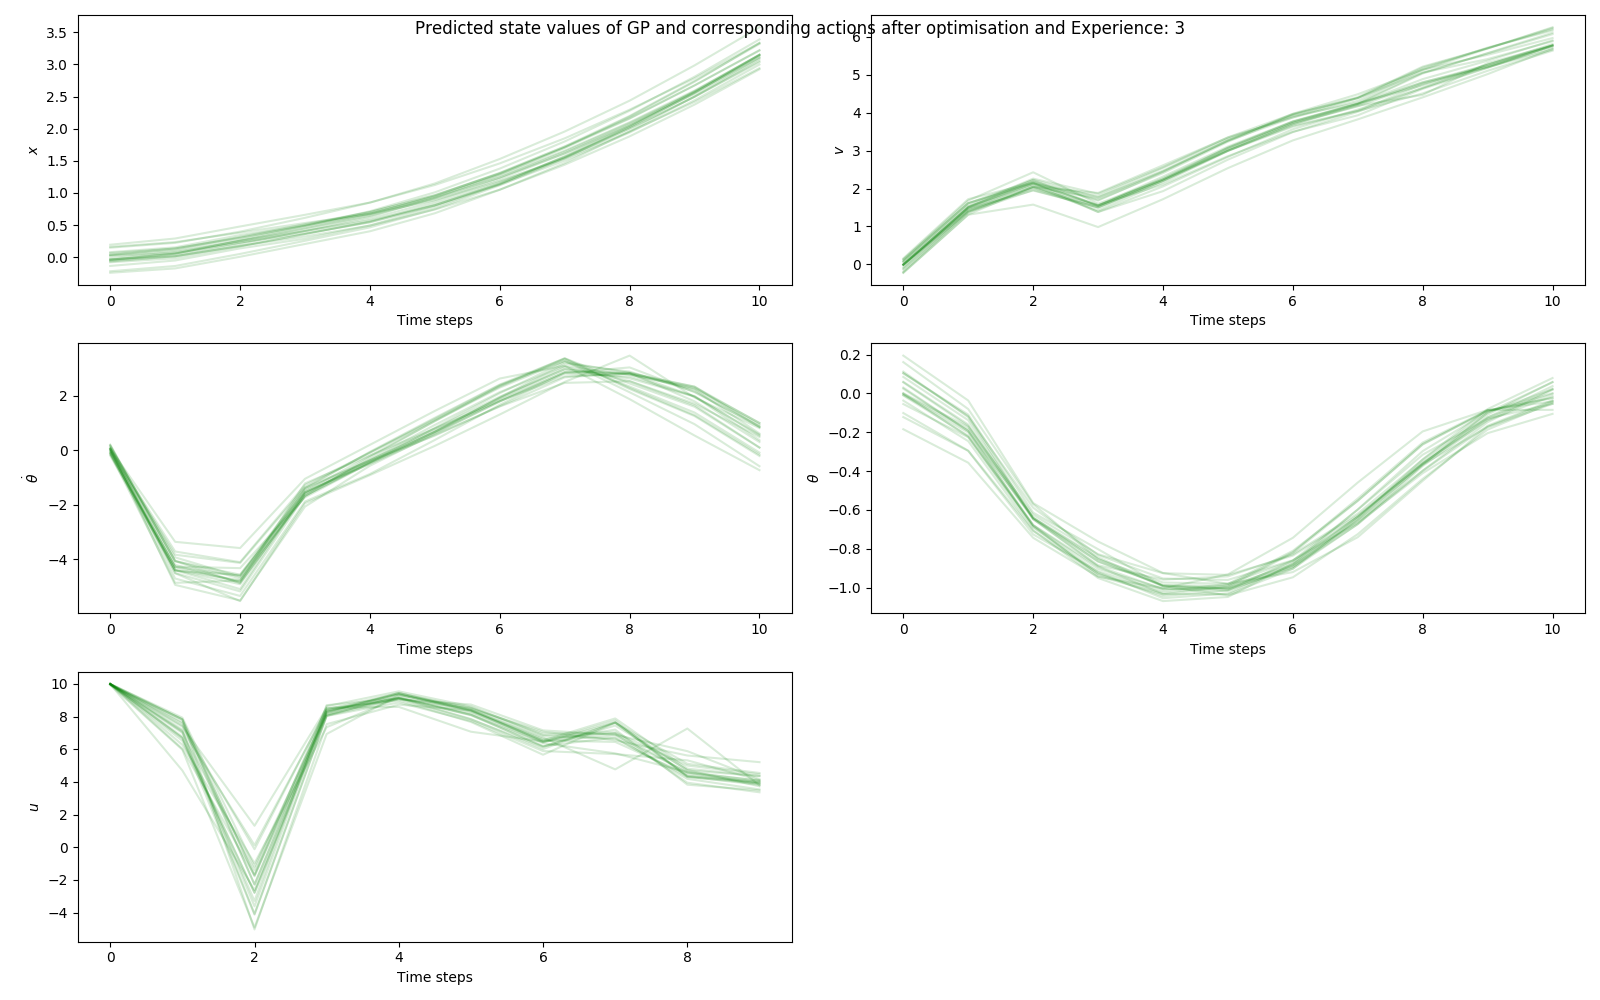 Predicted state values of GP and corresponding actions after optimisation and Experience: 3
3.5
3.0
2.5
2.0
1.5
1.0
0.5
0.0
x
0 2 4 6 8 10
Time steps
6
5
4
3
2
1
0
v
0 2 4 6 8 10
Time steps
2
0
−2
−4
θ̇
0 2 4 6 8 10
Time steps
0.2
0.0
−0.2
−0.4
−0.6
−0.8
−1.0
θ
0 2 4 6 8 10
Time steps
10
8
6
4
2
0
−2
−4
u
0 2 4 6 8
Time steps